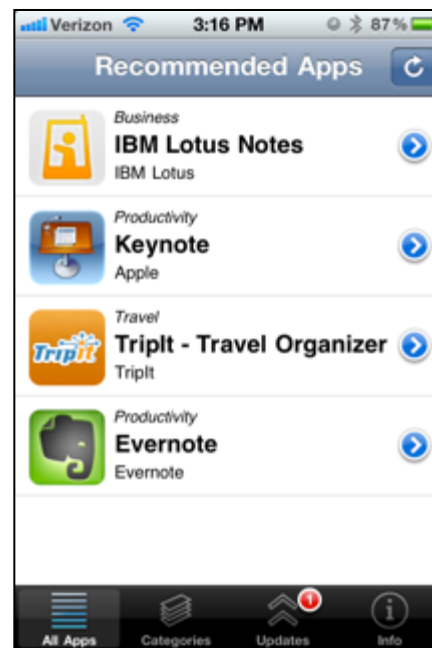 Verizon 3:16 PM 87%
Recommended Apps
Business
IBM Lotus Notes
IBM Lotus
Productivity
Keynote
Apple
Travel
TripIt
TripIt - Travel Organizer
TripIt
Productivity
Evernote
Evernote
1
All Apps Categories Updates Info